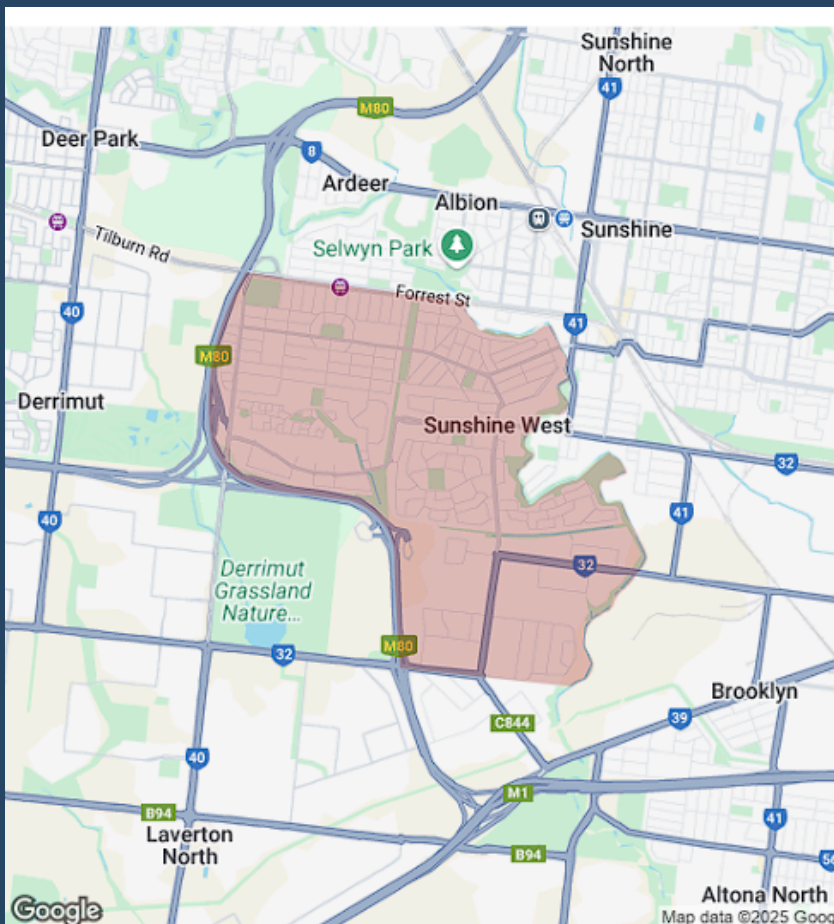 Sunshine
North
41
M80
Deer Park
8
Ardeer
Albion
Sunshine
Selwyn Park
Tilburn Rd
Forrest St
40
41
M80
Derrimut
Sunshine West
32
40
41
Derrimut
Grassland
Nature...
32
M80
32
Brooklyn
39
C844
40
M1
B94
41
Laverton
North
B94
56
Altona North
Google
Map data ©2025 Goog